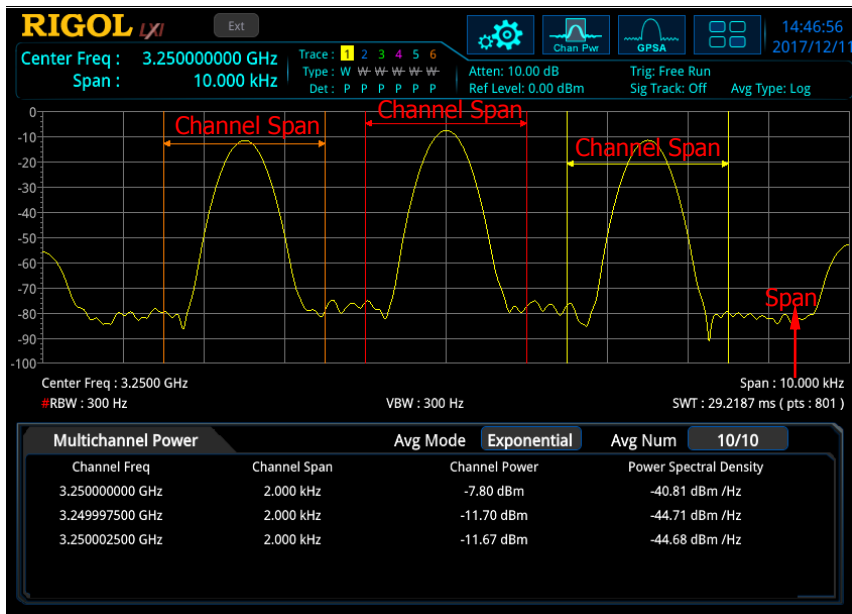 RIGOL LXI Ext Chan Pwr GPSA 14:46:56
2017/12/11
Center Freq : 3.250000000 GHz
Span : 10.000 kHz
Trace : 1 2 3 4 5 6
Type : W W W W W W
Det : P P P P P P
Atten: 10.00 dB
Ref Level: 0.00 dBm
Trig: Free Run
Sig Track: Off
Avg Type: Log
Channel Span
Channel Span
Channel Span
Span
0
-10
-20
-30
-40
-50
-60
-70
-80
-90
-100
Center Freq : 3.2500 GHz Span : 10.000 kHz
#RBW : 300 Hz VBW : 300 Hz SWT : 29.2187 ms ( pts : 801 )
Multichannel Power Avg Mode Exponential Avg Num 10/10
Channel Freq Channel Span Channel Power Power Spectral Density
3.250000000 GHz 2.000 kHz -7.80 dBm -40.81 dBm /Hz
3.249997500 GHz 2.000 kHz -11.70 dBm -44.71 dBm /Hz
3.250002500 GHz 2.000 kHz -11.67 dBm -44.68 dBm /Hz